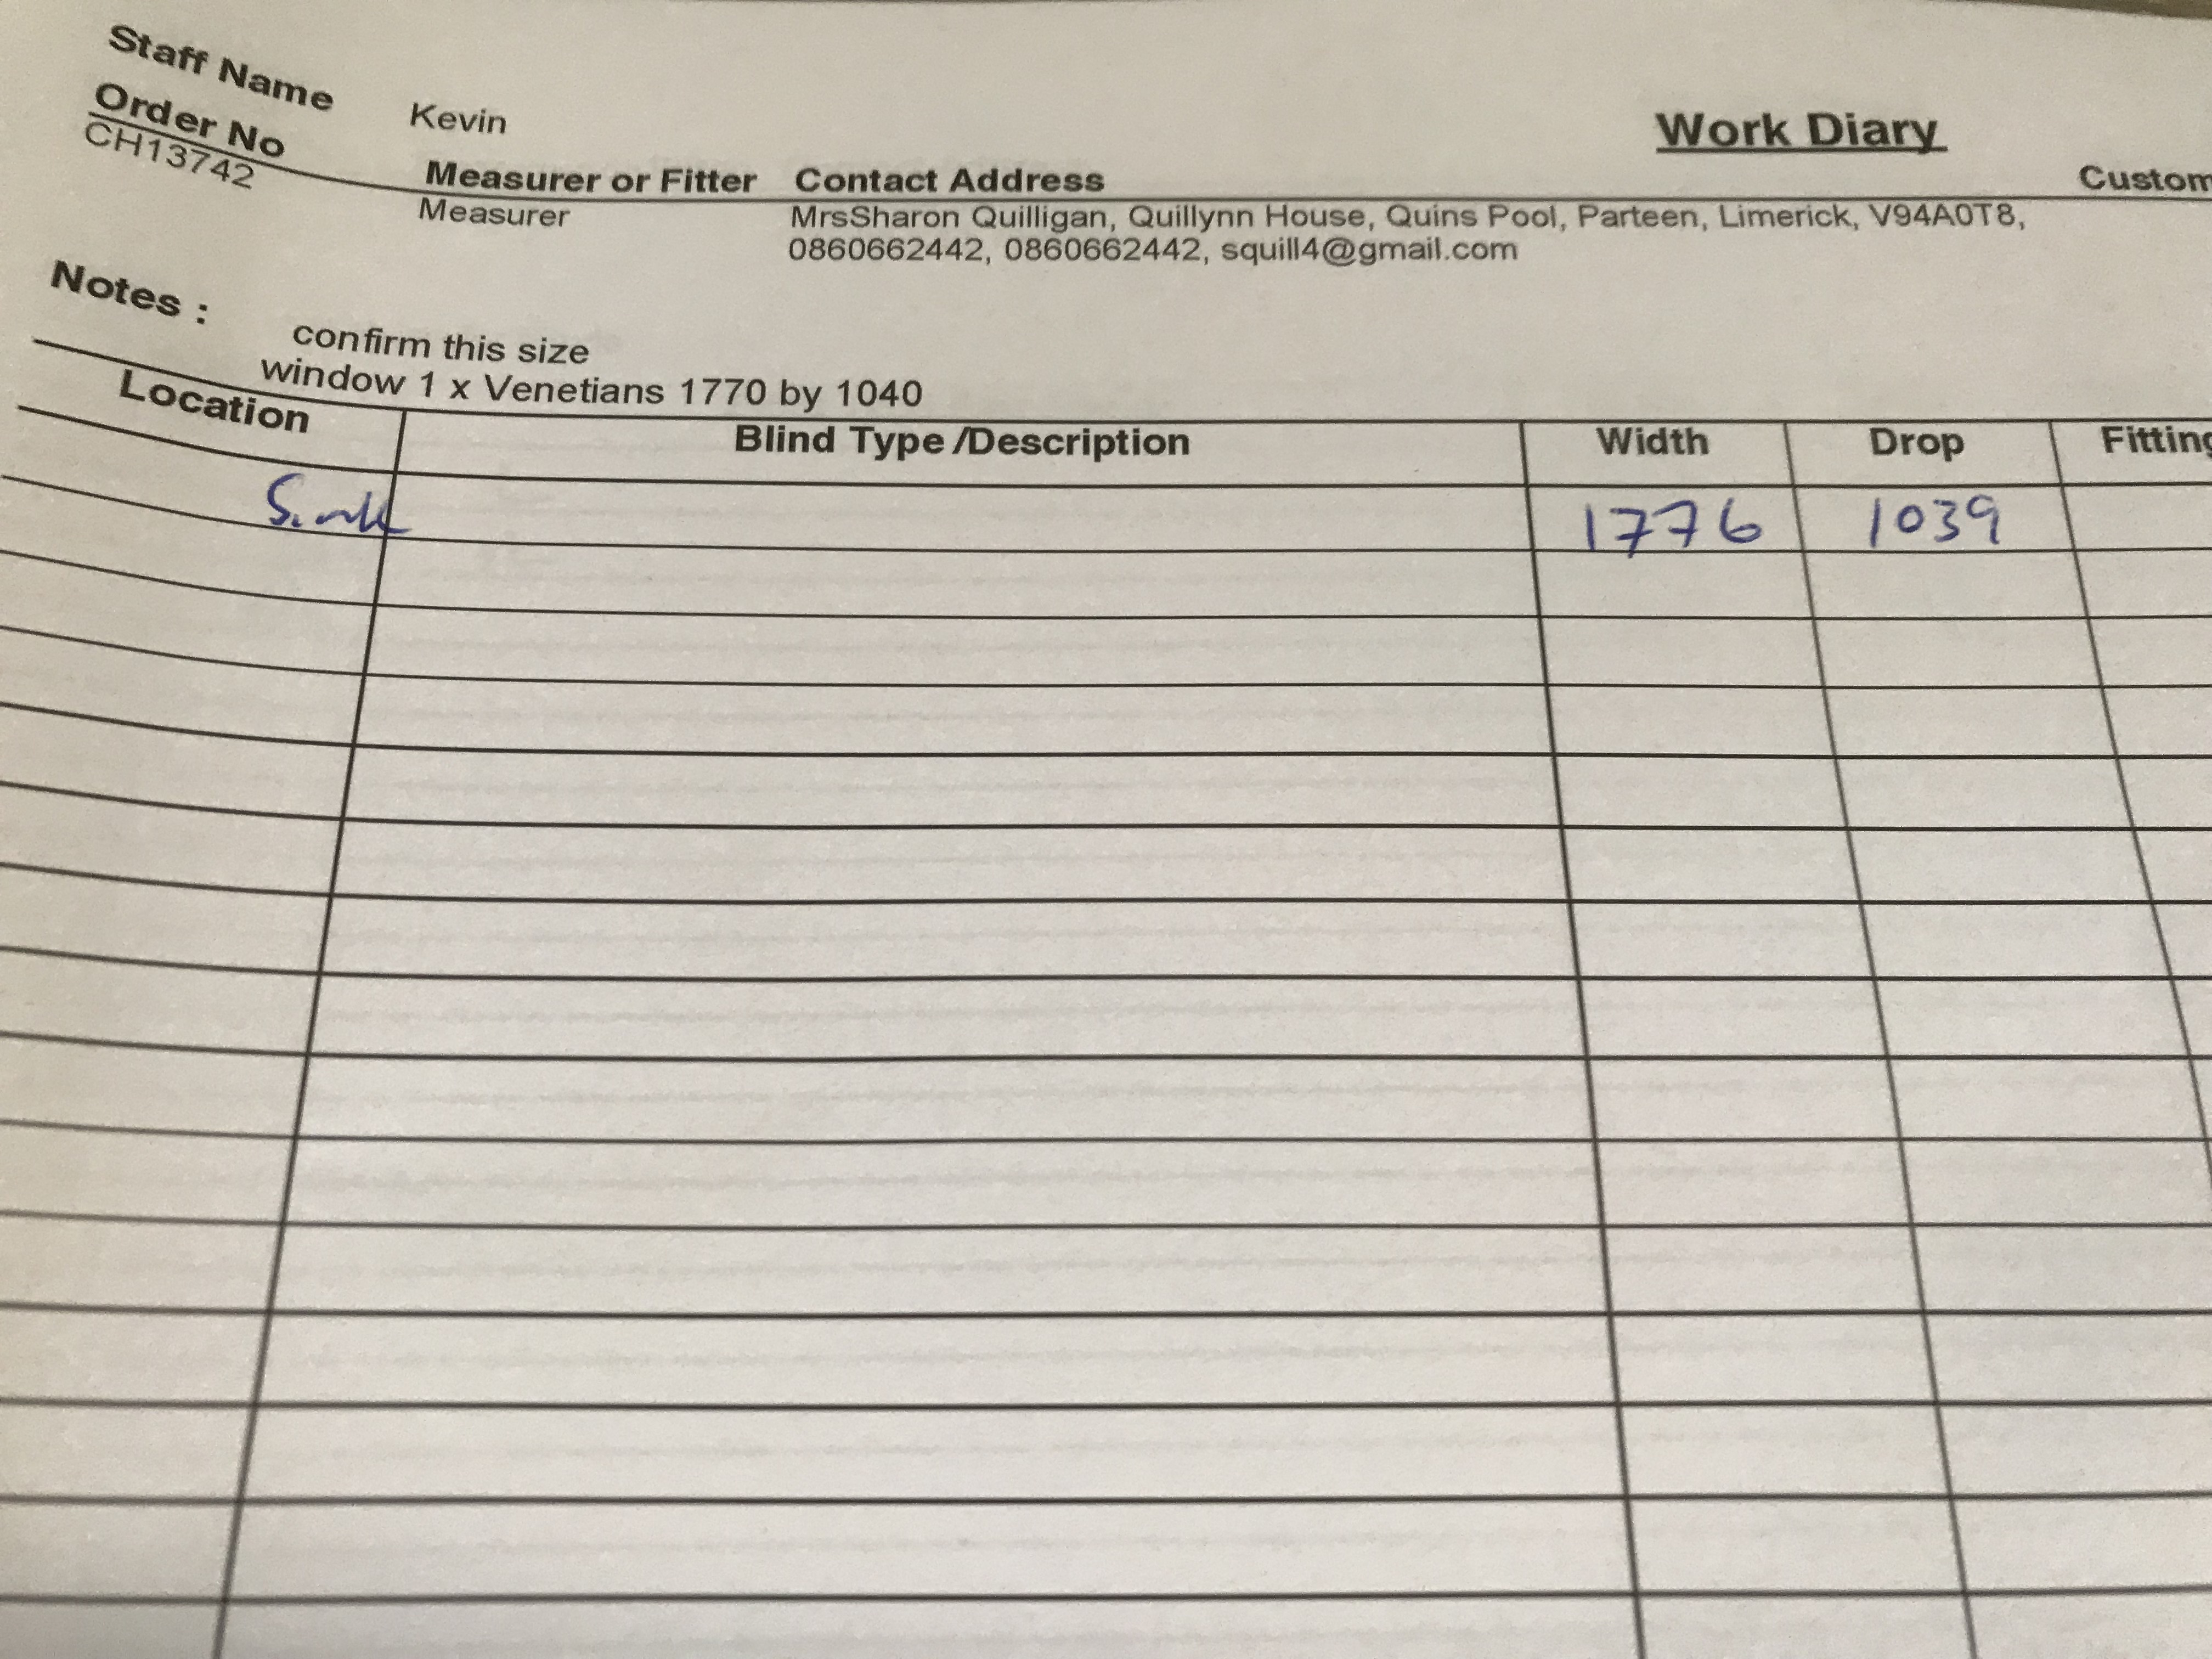 Work Diary
Staff Name Kevin
Order No Measurer or Fitter Contact Address Custom
CH13742 Measurer MrsSharon Quilligan, Quillynn House, Quins Pool, Parteen, Limerick, V94A0T8,
0860662442, 0860662442, squill4@gmail.com
Notes :
confirm this size
window 1 x Venetians 1770 by 1040
Location Blind Type /Description Width Drop Fitting
Sink 1776 1039